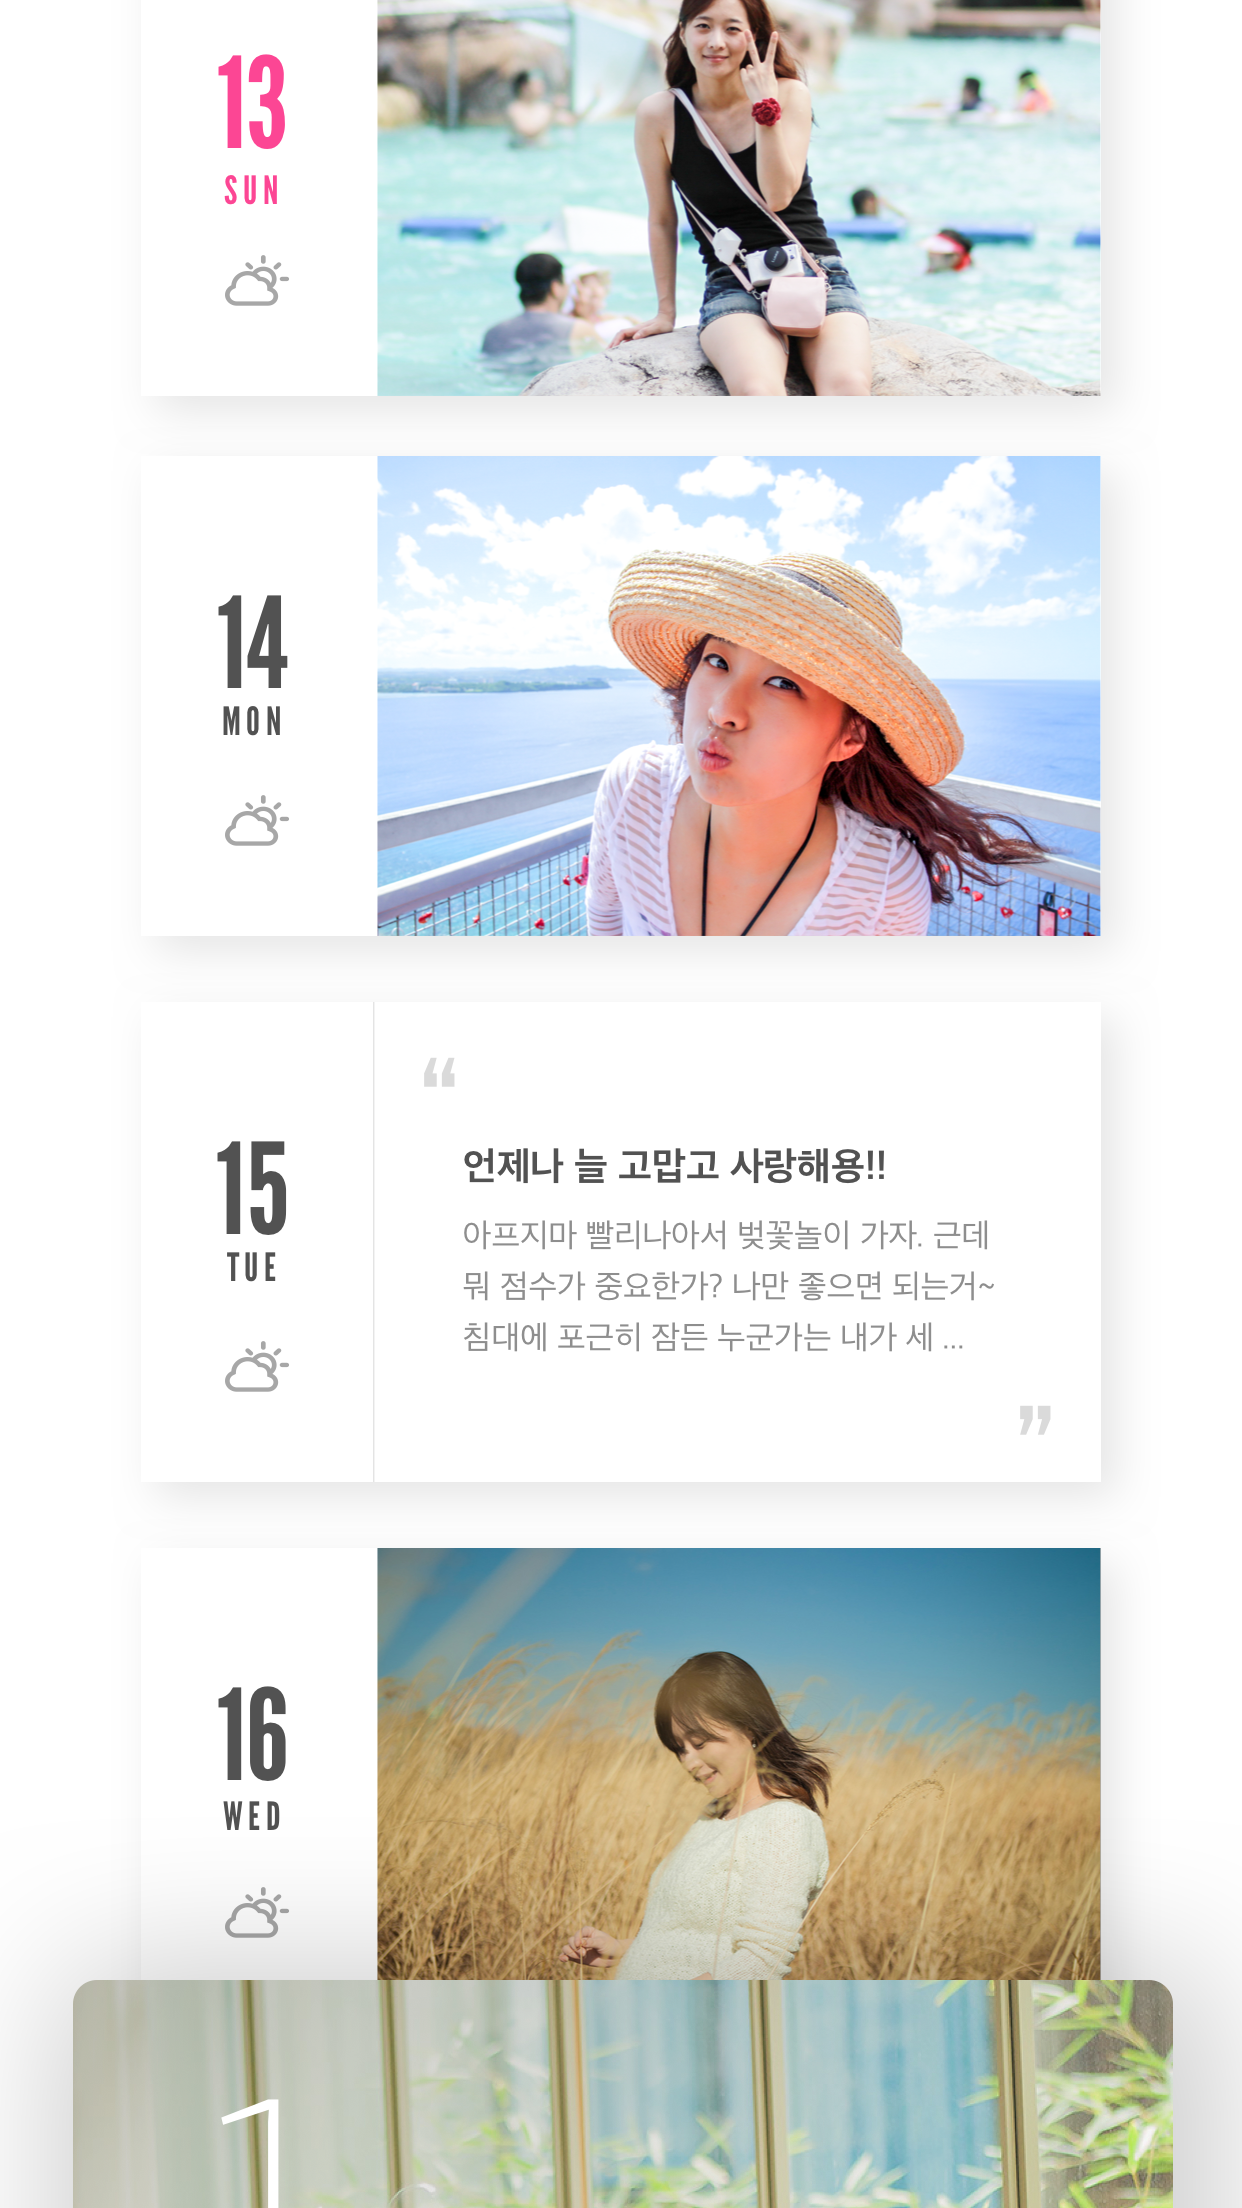 13
SUN
14
MON
15
TUE
“
언제나 늘 고맙고 사랑해용!!
아프지마 빨리나아서 벚꽃놀이 가자. 근데
뭐 점수가 중요한가? 나만 좋으면 되는거~
침대에 포근히 잠든 누군가는 내가 세 ...
”
16
WED
1